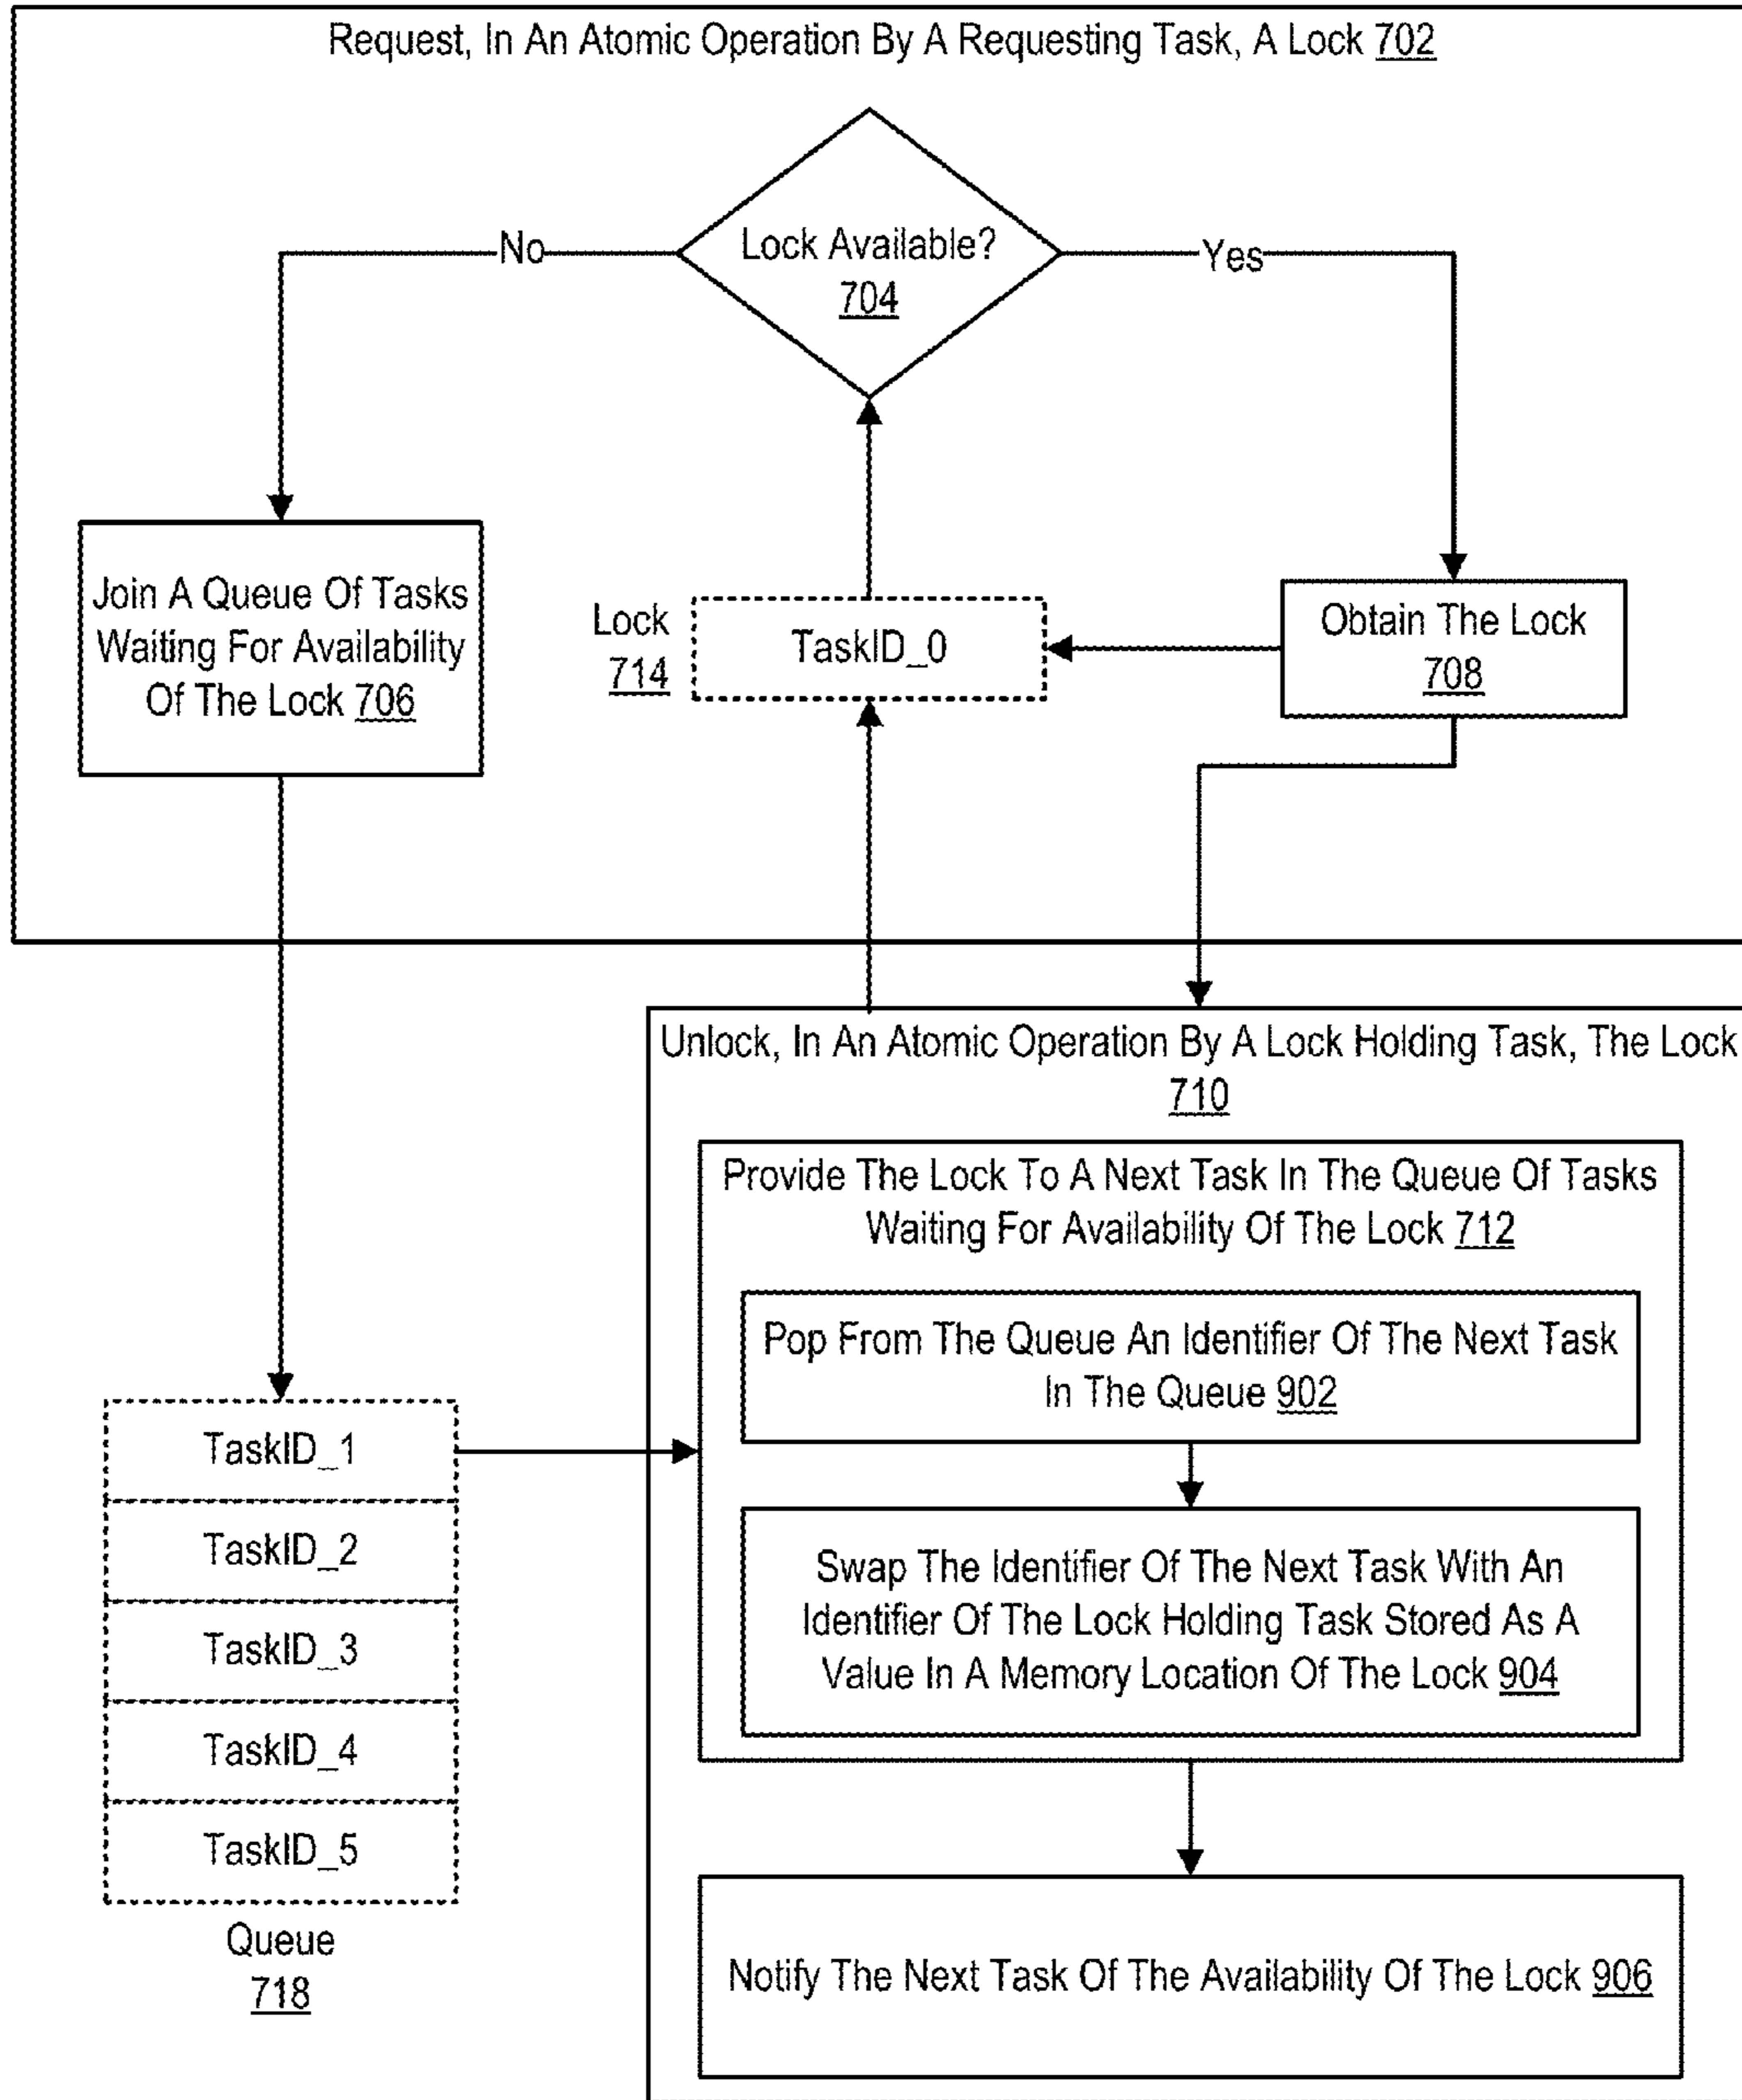 Request, In An Atomic Operation By A Requesting Task, A Lock 702
Lock Available?
704
No
Yes
Join A Queue Of Tasks
Waiting For Availability
Of The Lock 706
Lock
714
TaskID_0
Obtain The Lock
708
Unlock, In An Atomic Operation By A Lock Holding Task, The Lock
710
Provide The Lock To A Next Task In The Queue Of Tasks
Waiting For Availability Of The Lock 712
Pop From The Queue An Identifier Of The Next Task
In The Queue 902
Swap The Identifier Of The Next Task With An
Identifier Of The Lock Holding Task Stored As A
Value In A Memory Location Of The Lock 904
Notify The Next Task Of The Availability Of The Lock 906
TaskID_1
TaskID_2
TaskID_3
TaskID_4
TaskID_5
Queue
718